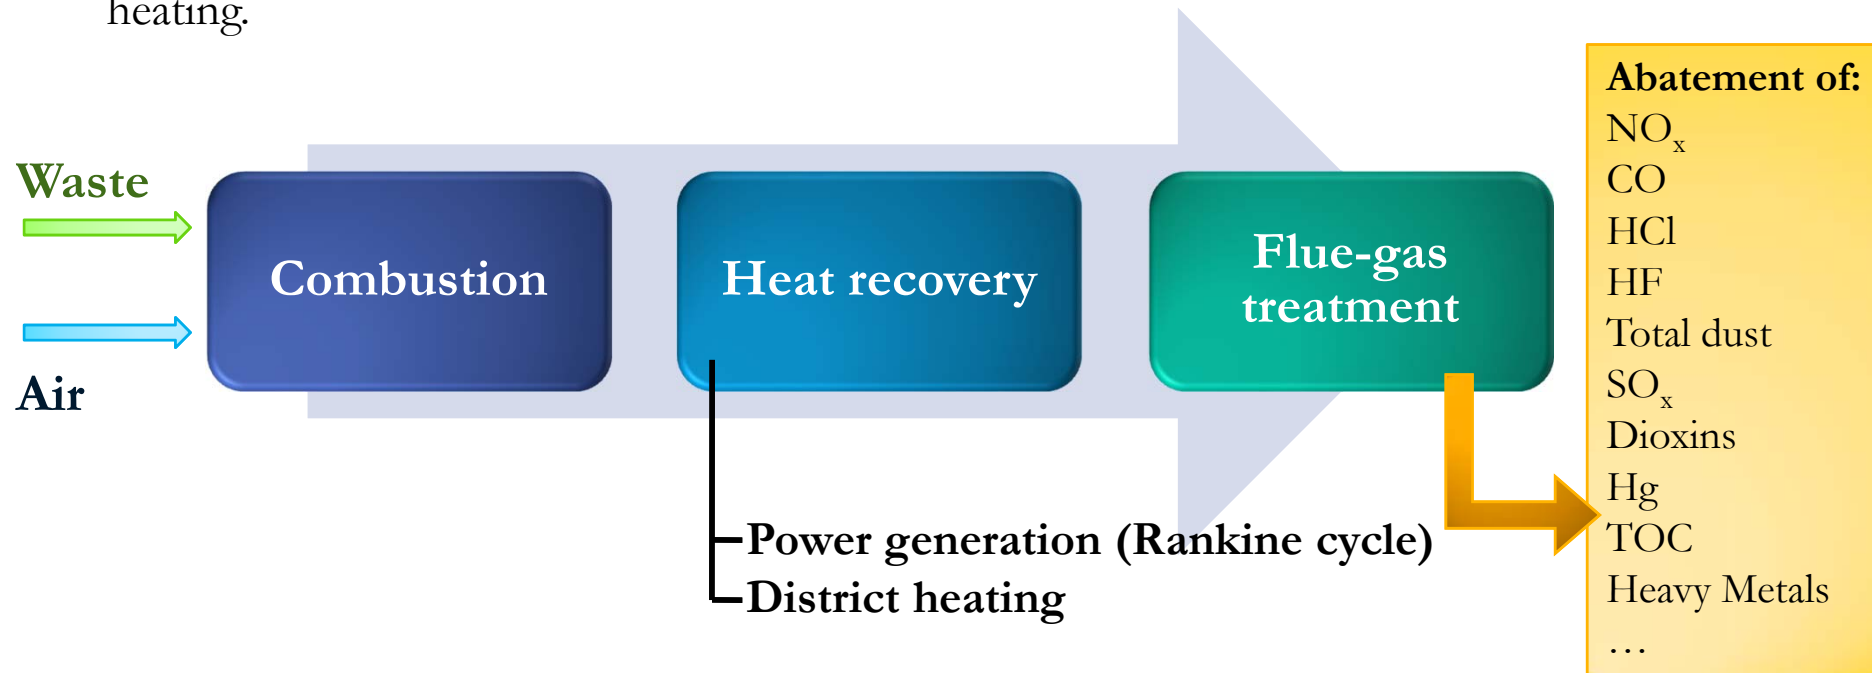 heating.
Waste
Air
Combustion
Heat recovery
Flue-gas
treatment
Power generation (Rankine cycle)
District heating
Abatement of:
NOₓ
CO
HCl
HF
Total dust
SOₓ
Dioxins
Hg
TOC
Heavy Metals
…